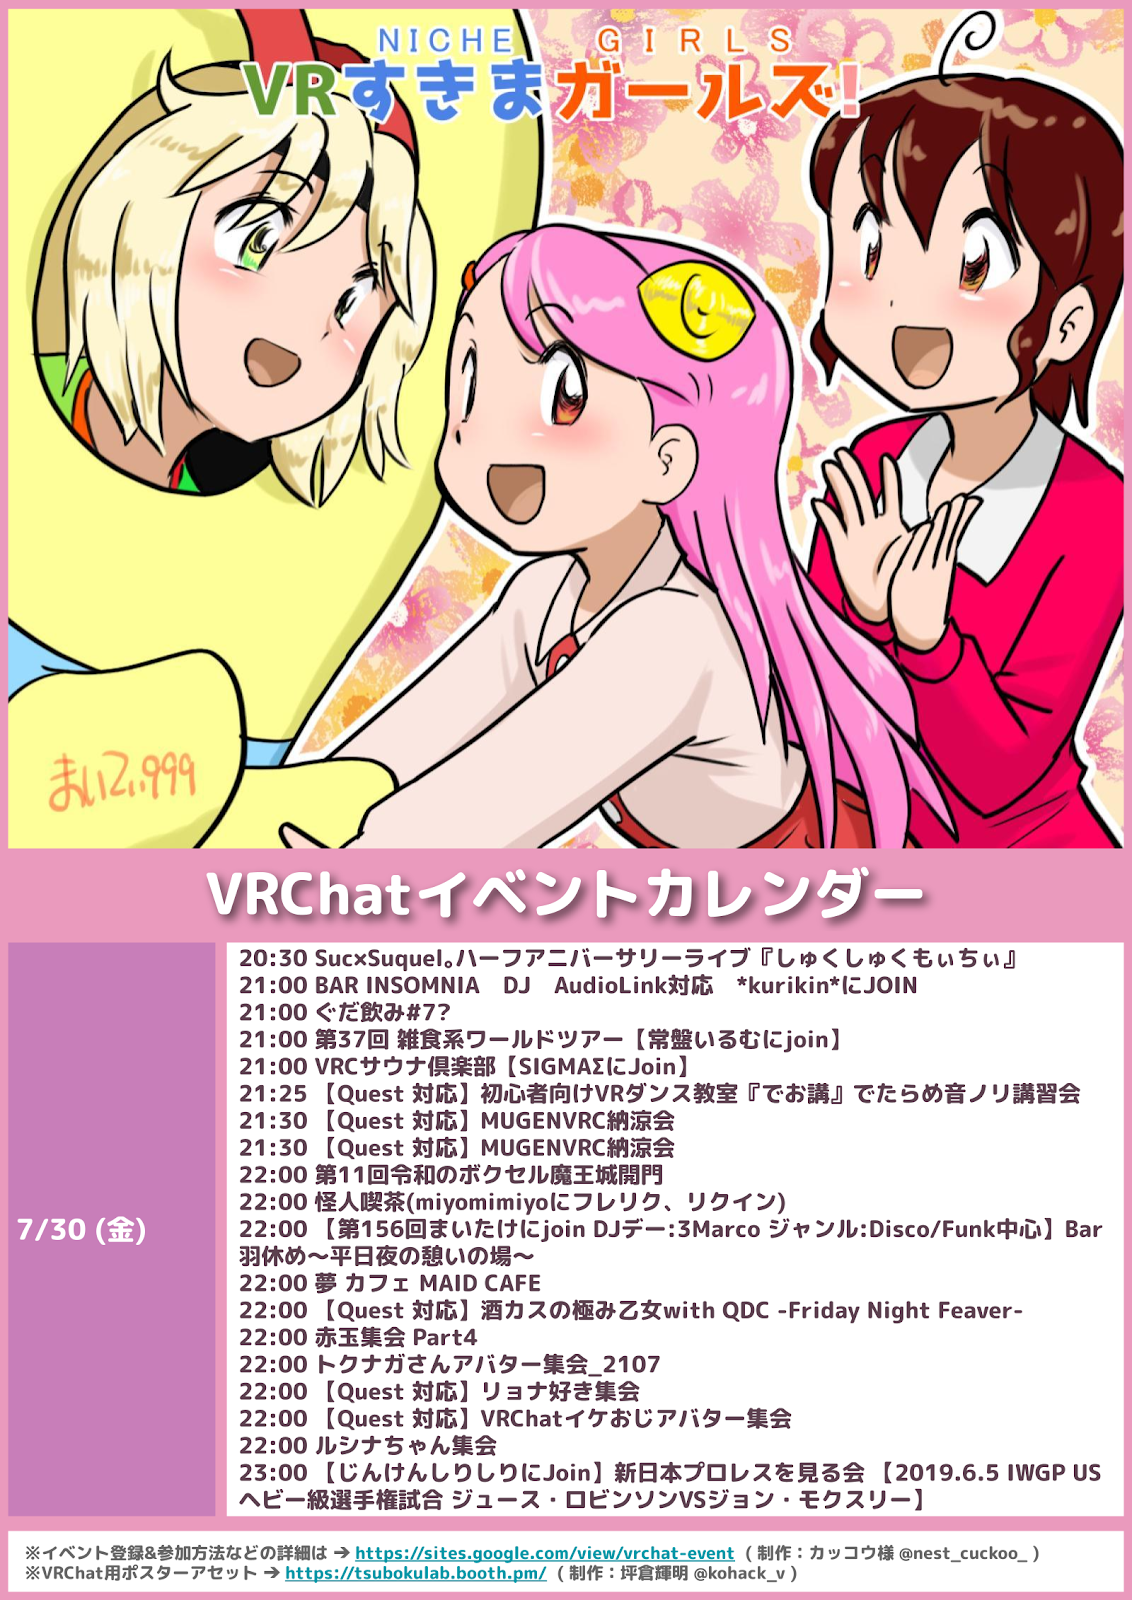 NICHE GIRLS
VRすきまガールズ!
まいてぃ999
VRChatイベントカレンダー
7/30 (金)
20:30 Suc×Suquel。ハーフアニバーサリーライブ『しゅくしゅくもぃちぃ』
21:00 BAR INSOMNIA　DJ　AudioLink対応　*kurikin*にJOIN
21:00 ぐだ飲み#7?
21:00 第37回 雑食系ワールドツアー【常盤いるむにjoin】
21:00 VRCサウナ倶楽部【SIGMAΣにJoin】
21:25 【Quest 対応】初心者向けVRダンス教室『でお講』でたらめ音ノリ講習会
21:30 【Quest 対応】MUGENVRC納涼会
21:30 【Quest 対応】MUGENVRC納涼会
22:00 第11回令和のボクセル魔王城開門
22:00 怪人喫茶(miyomimiyoにフレリク、リクイン)
22:00 【第156回まいたけにjoin DJデー:3Marco ジャンル:Disco/Funk中心】Bar
羽休め〜平日夜の憩いの場〜
22:00 夢 カフェ MAID CAFE
22:00 【Quest 対応】酒カスの極み乙女with QDC -Friday Night Feaver-
22:00 赤玉集会 Part4
22:00 トクナガさんアバター集会_2107
22:00 【Quest 対応】リョナ好き集会
22:00 【Quest 対応】VRChatイケおじアバター集会
22:00 ルシナちゃん集会
23:00 【じんけんしりしりにJoin】新日本プロレスを見る会 【2019.6.5 IWGP US
ヘビー級選手権試合 ジュース・ロビンソンVSジョン・モクスリー】
※イベント登録&参加方法などの詳細は ➔ https://sites.google.com/view/vrchat-event ( 制作：カッコウ様 @nest_cuckoo_ )
※VRChat用ポスターアセット ➔ https://tsubokulab.booth.pm/ ( 制作：坪倉輝明 @kohack_v )